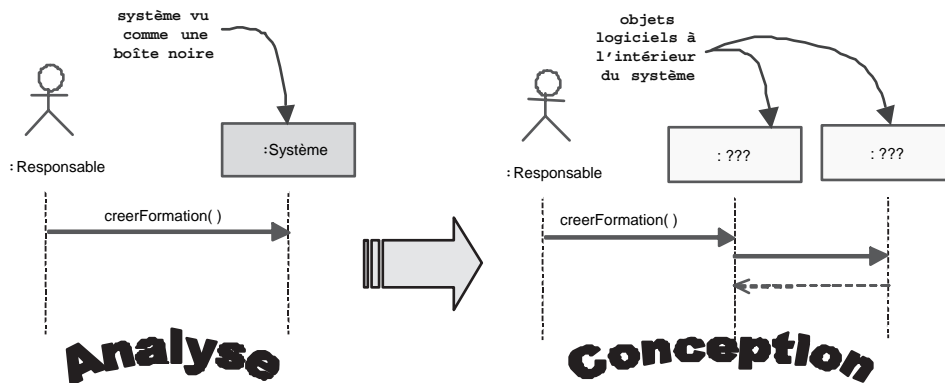 système vu
comme une
boîte noire
:Système
:Responsable
creerFormation( )
Analyse
objets
logiciels à
l'intérieur
du système
: ???
: ???
:Responsable
creerFormation( )
Conception